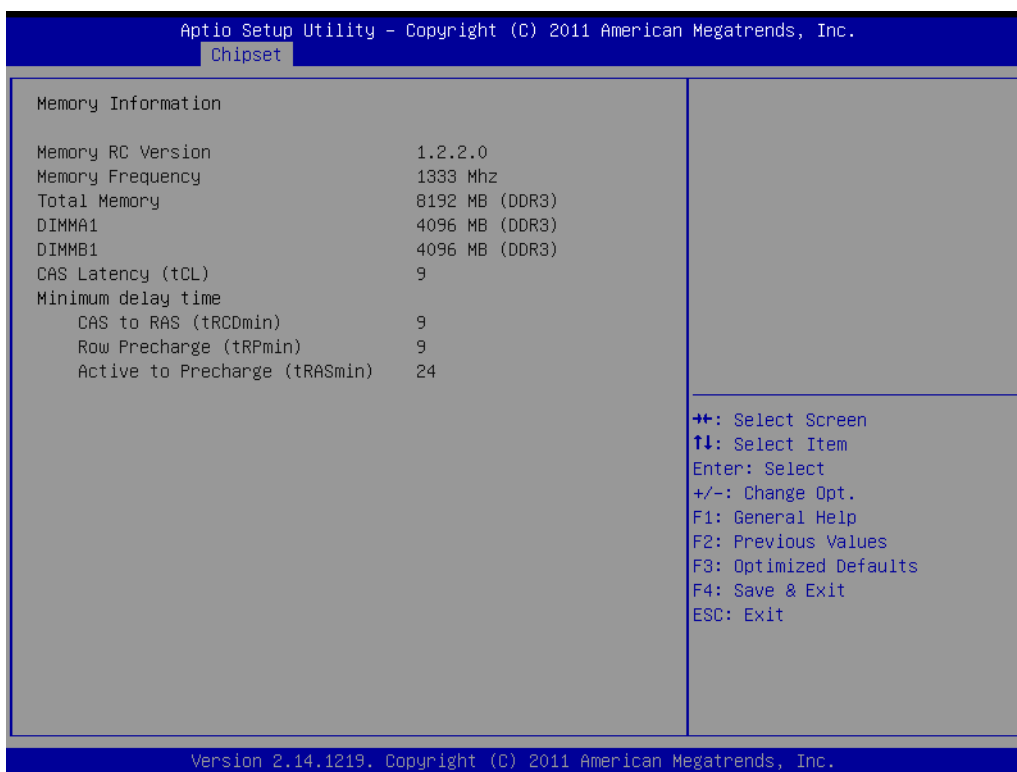 Aptio Setup Utility – Copyright (C) 2011 American Megatrends, Inc.
Chipset
Memory Information
Memory RC Version 1.2.2.0
Memory Frequency 1333 Mhz
Total Memory 8192 MB (DDR3)
DIMMA1 4096 MB (DDR3)
DIMMB1 4096 MB (DDR3)
CAS Latency (tCL) 9
Minimum delay time
CAS to RAS (tRCDmin) 9
Row Precharge (tRPmin) 9
Active to Precharge (tRASmin) 24
→←: Select Screen
↑↓: Select Item
Enter: Select
+/-: Change Opt.
F1: General Help
F2: Previous Values
F3: Optimized Defaults
F4: Save & Exit
ESC: Exit
Version 2.14.1219. Copyright (C) 2011 American Megatrends, Inc.